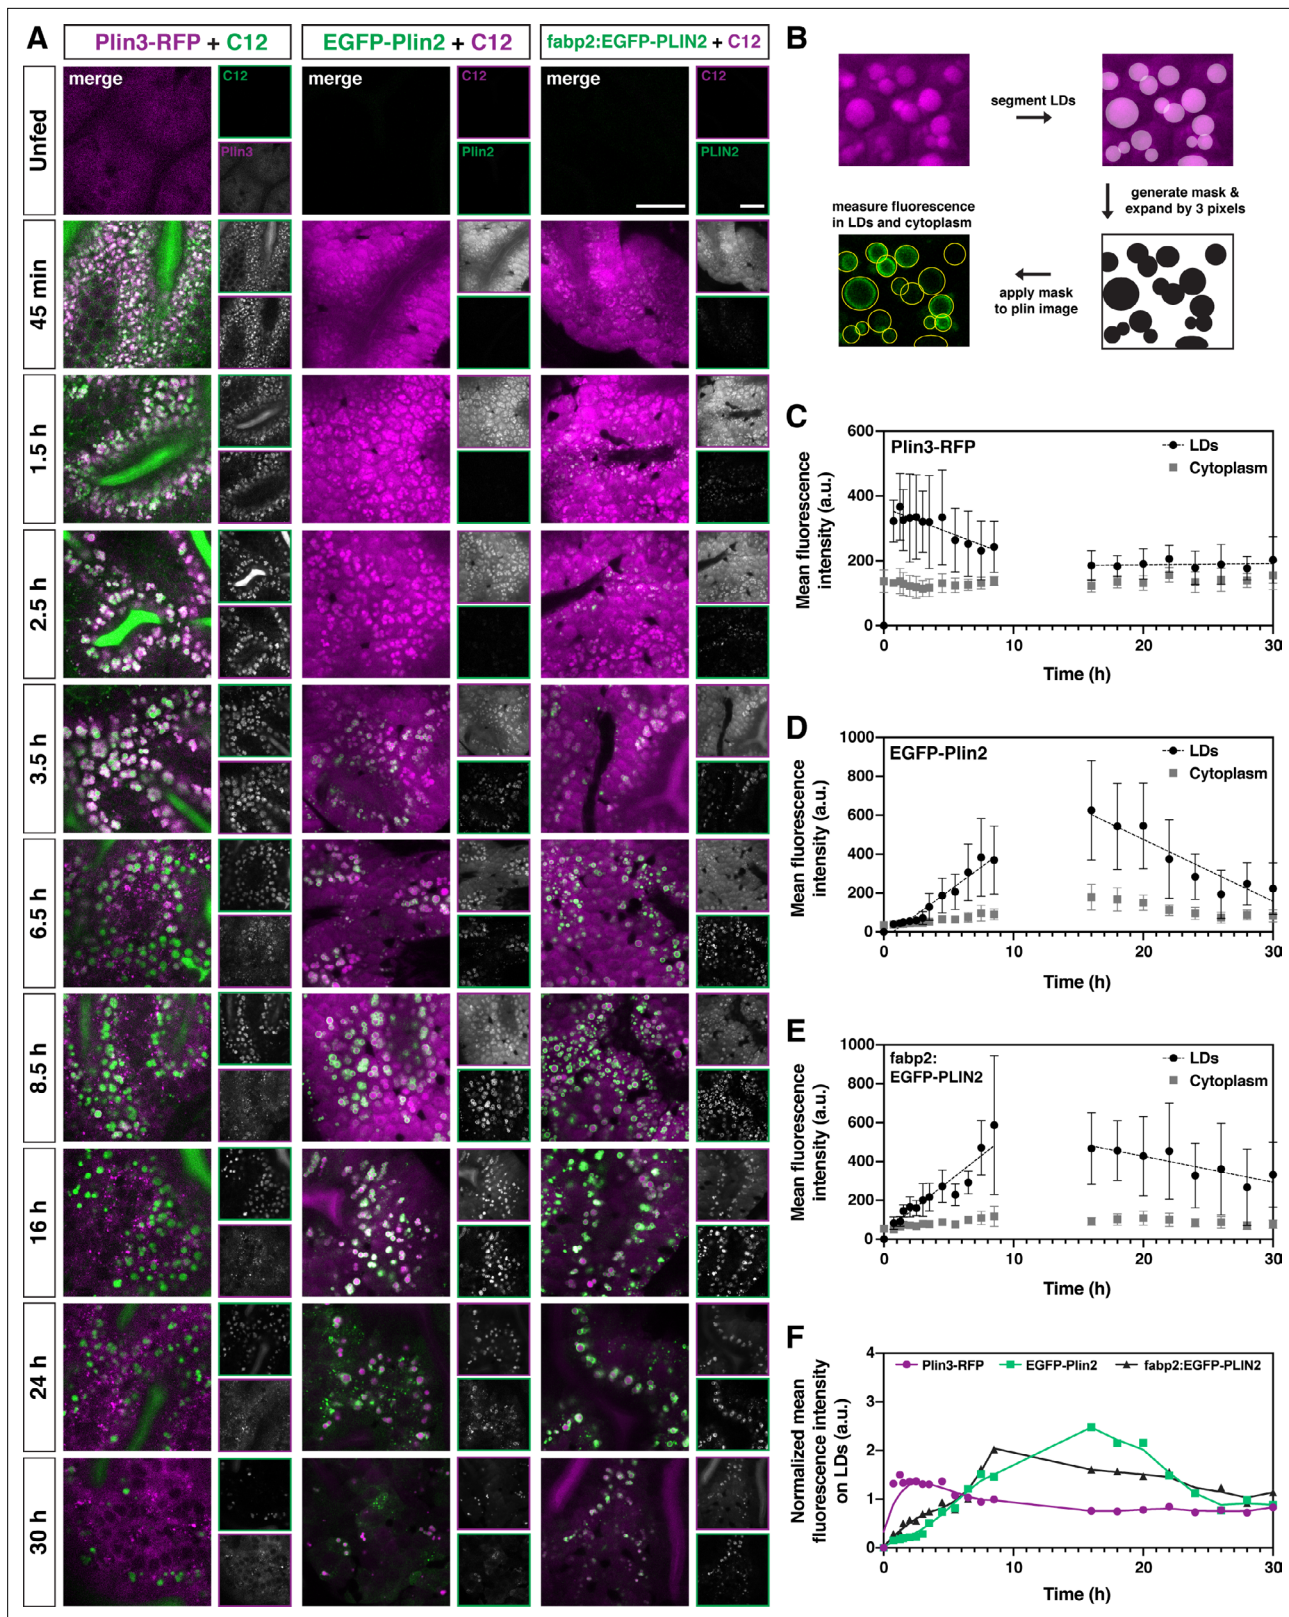 A
Plin3-RFP + C12
EGFP-Plin2 + C12
fabp2:EGFP-PLIN2 + C12
Unfed
merge
C12
Plin3
merge
C12
Plin2
merge
C12
PLIN2
45 min
1.5 h
2.5 h
3.5 h
6.5 h
8.5 h
16 h
24 h
30 h
B
segment LDs
generate mask &
expand by 3 pixels
apply mask
to plin image
measure fluorescence
in LDs and cytoplasm
C
Plin3-RFP
LDs
Cytoplasm
Mean fluorescence
intensity (a.u.)
600
400
200
0
0 10 20 30
Time (h)
D
EGFP-Plin2
LDs
Cytoplasm
Mean fluorescence
intensity (a.u.)
1000
800
600
400
200
0
0 10 20 30
Time (h)
E
fabp2:
EGFP-PLIN2
LDs
Cytoplasm
Mean fluorescence
intensity (a.u.)
1000
800
600
400
200
0
0 10 20 30
Time (h)
F
Plin3-RFP EGFP-Plin2 fabp2:EGFP-PLIN2
Normalized mean
fluorescence intensity
on LDs (a.u.)
4
3
2
1
0
0 10 20 30
Time (h)